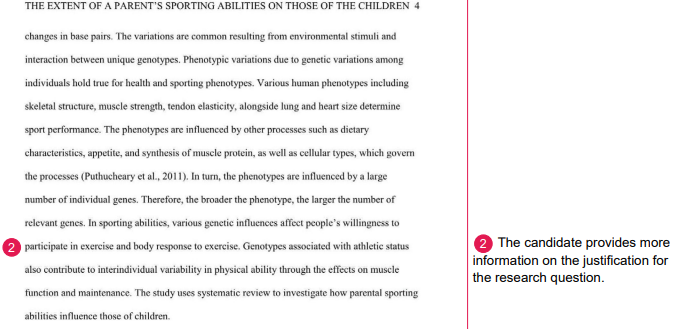 THE EXTENT OF A PARENT'S SPORTING ABILITIES ON THOSE OF THE CHILDREN 4
changes in base pairs. The variations are common resulting from environmental stimuli and
interaction between unique genotypes. Phenotypic variations due to genetic variations among
individuals hold true for health and sporting phenotypes. Various human phenotypes including
skeletal structure, muscle strength, tendon elasticity, alongside lung and heart size determine
sport performance. The phenotypes are influenced by other processes such as dietary
characteristics, appetite, and synthesis of muscle protein, as well as cellular types, which govern
the processes (Puthucheary et al., 2011). In turn, the phenotypes are influenced by a large
number of individual genes. Therefore, the broader the phenotype, the larger the number of
relevant genes. In sporting abilities, various genetic influences affect people's willingness to
2 participate in exercise and body response to exercise. Genotypes associated with athletic status
also contribute to interindividual variability in physical ability through the effects on muscle
function and maintenance. The study uses systematic review to investigate how parental sporting
abilities influence those of children.
2 The candidate provides more
information on the justification for
the research question.